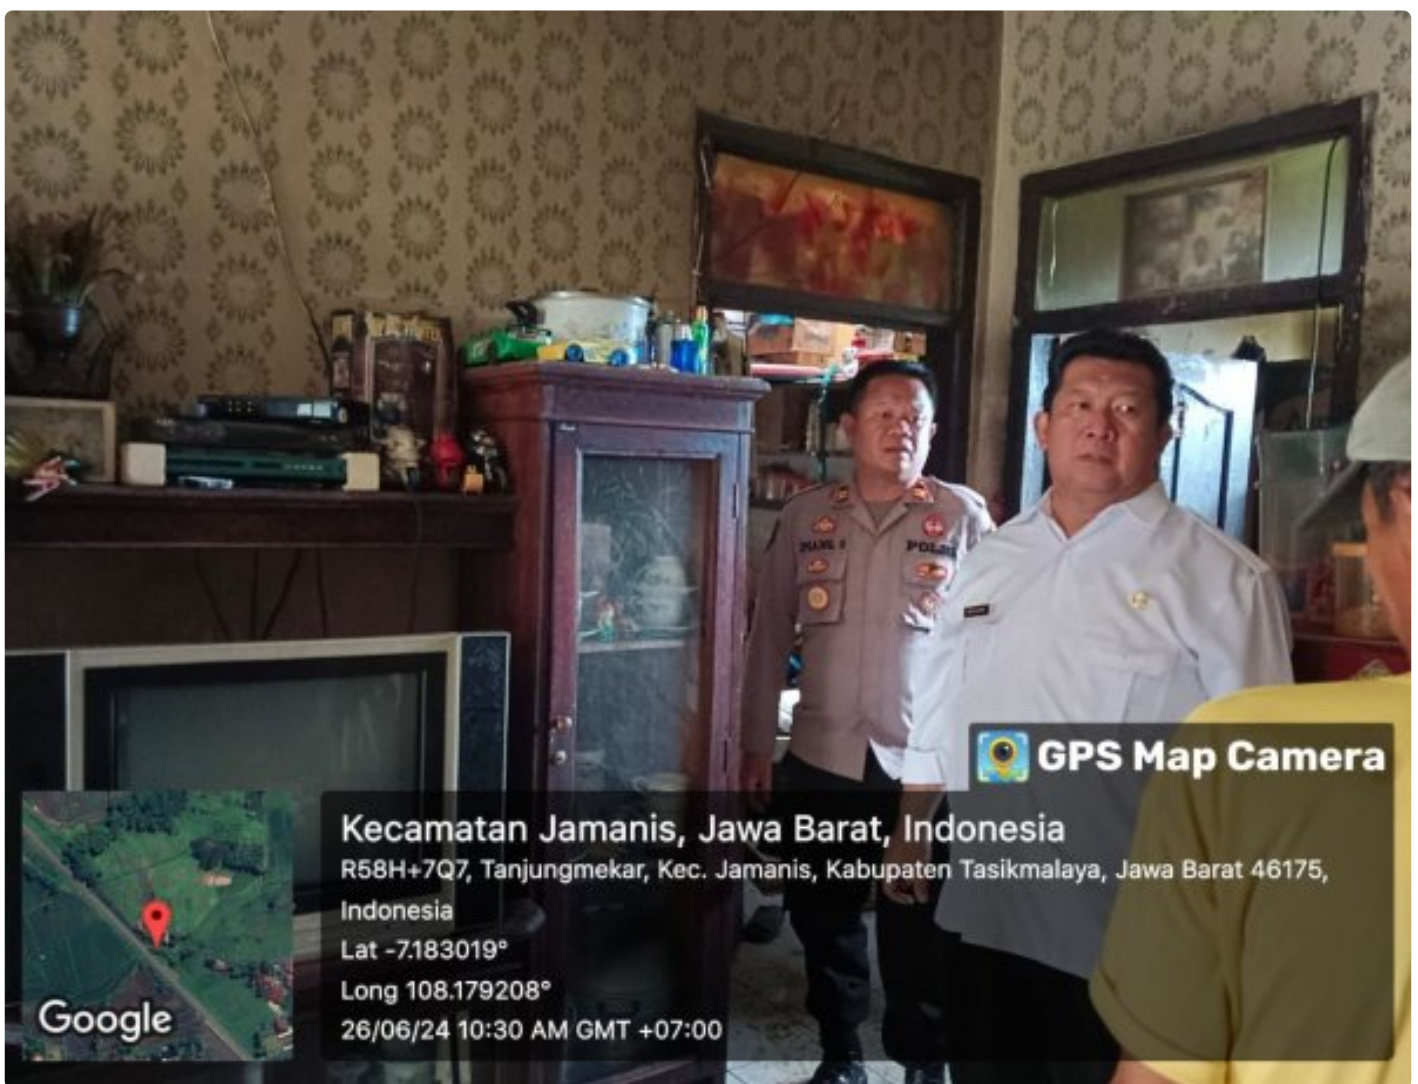 POLRI
GPS Map Camera
Kecamatan Jamanis, Jawa Barat, Indonesia
R58H+7Q7, Tanjungmekar, Kec. Jamanis, Kabupaten Tasikmalaya, Jawa Barat 46175,
Indonesia
Lat -7.183019°
Long 108.179208°
26/06/24 10:30 AM GMT +07:00
Google